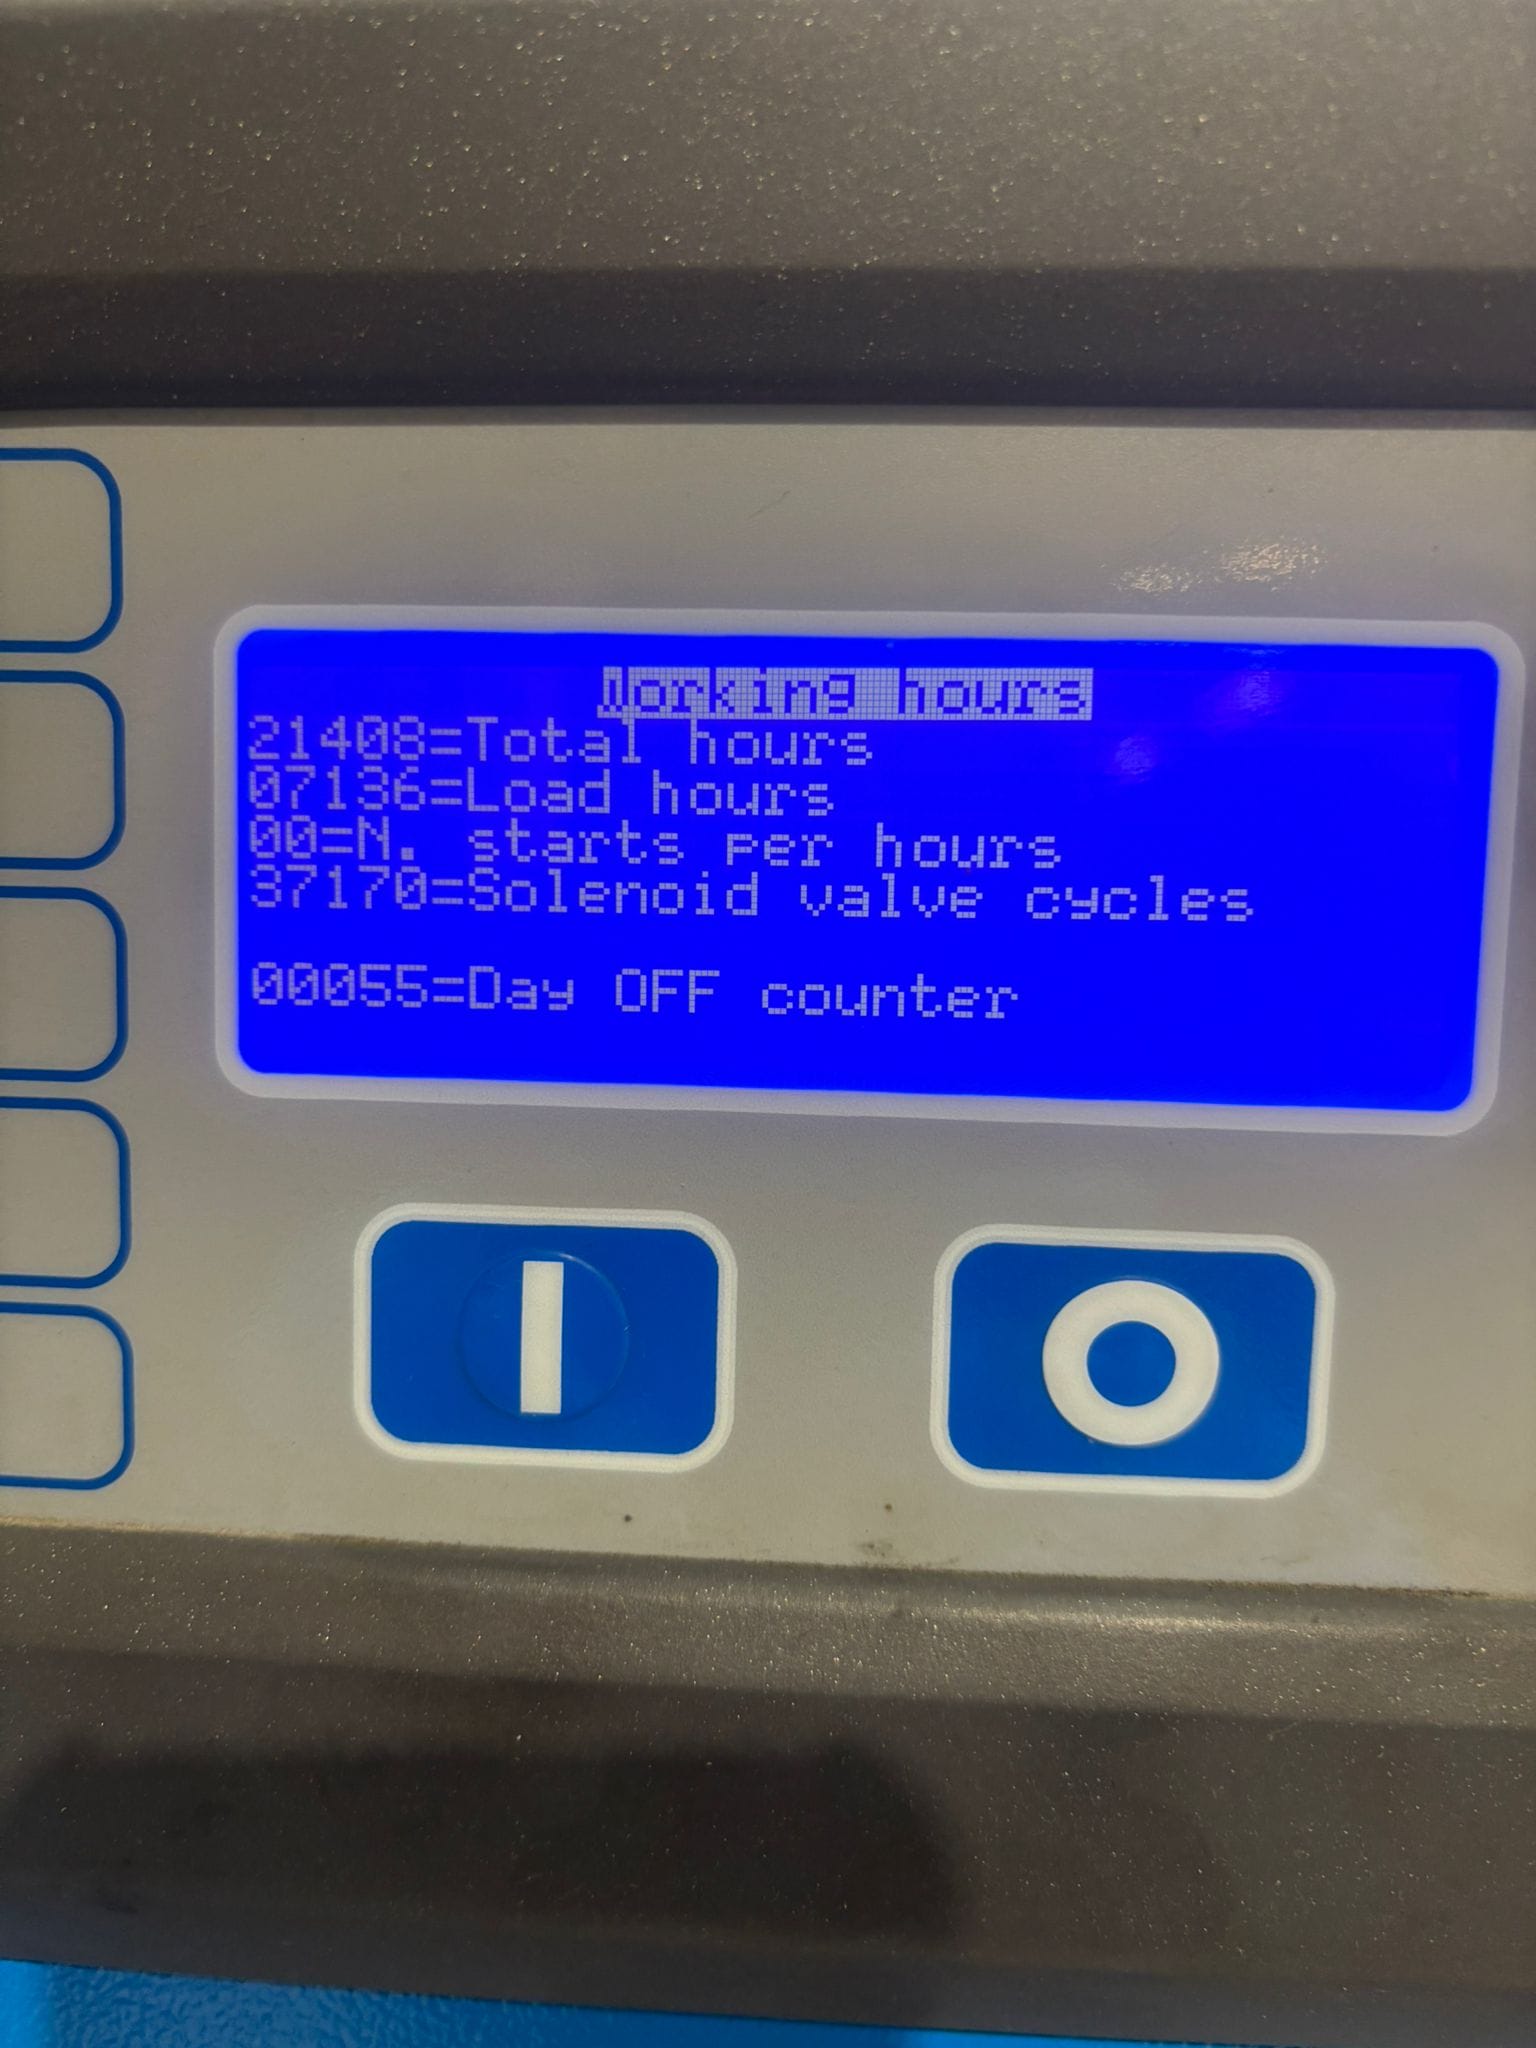 Working hours
21408=Total hours
07136=Load hours
00=N. starts per hours
37170=Solenoid valve cycles
00055=Day OFF counter